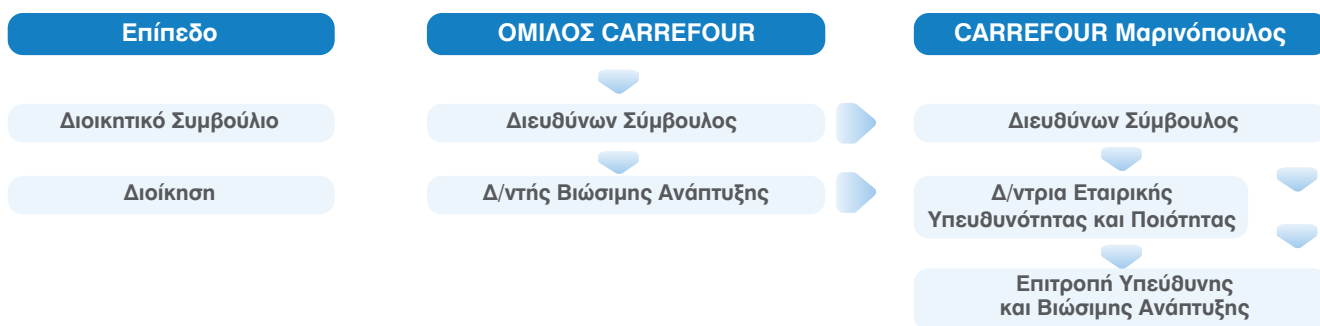 Επίπεδο
ΟΜΙΛΟΣ CARREFOUR
CARREFOUR Μαρινόπουλος
Διοικητικό Συμβούλιο
Διευθύνων Σύμβουλος
Διευθύνων Σύμβουλος
Διοίκηση
Δ/ντής Βιώσιμης Ανάπτυξης
Δ/ντρια Εταιρικής
Υπευθυνότητας και Ποιότητας
Επιτροπή Υπεύθυνης
και Βιώσιμης Ανάπτυξης